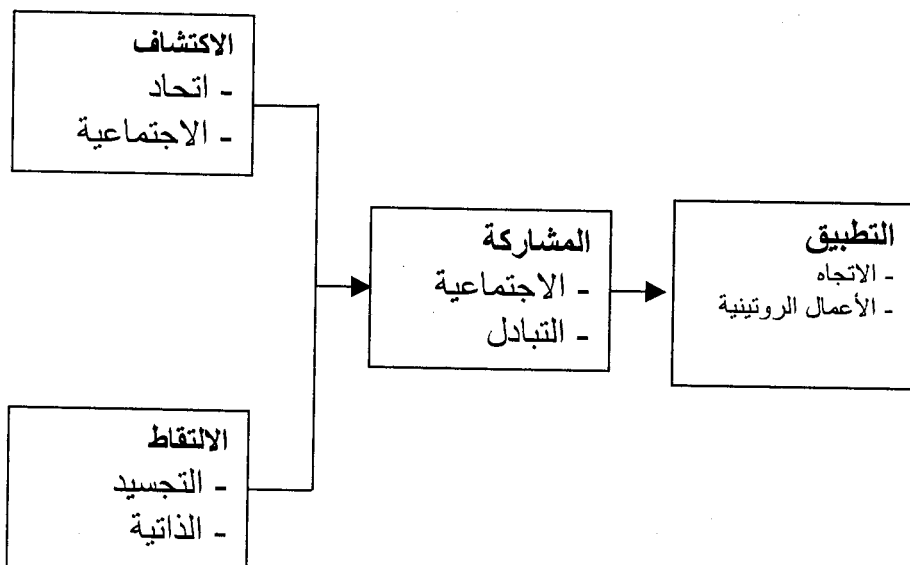 الاكتشاف
- اتحاد
- الاجتماعية
المشاركة
- الاجتماعية
- التبادل
التطبيق
- الاتجاه
- الأعمال الروتينية
الالتقاط
- التجسيد
- الذاتية